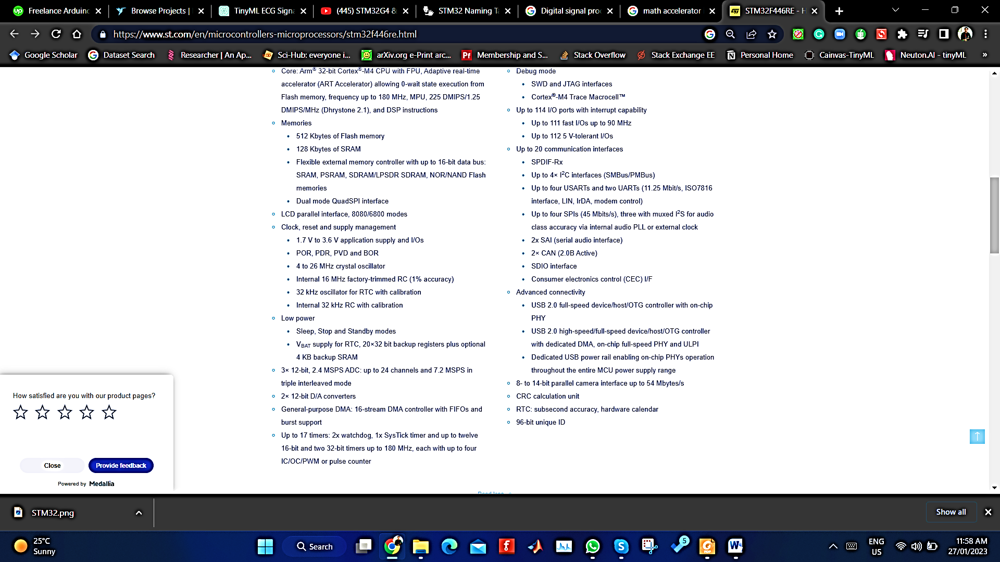 Freelance Arduino
Browse Projects |
TinyML ECG Signa
(445) STM32G4 &
STM32 Naming Ta
Digital signal pro
math accelerator
STM32F446RE - H
https://www.st.com/en/microcontrollers-microprocessors/stm32f446re.html
Google Scholar
Dataset Search
Researcher | An Ap...
Sci-Hub: everyone i...
arXiv.org e-Print arc...
Membership and S...
Stack Overflow
Stack Exchange EE
Personal Home
Cainvas-TinyML
Neuton.AI - tinyML
»
Core: Arm® 32-bit Cortex®-M4 CPU with FPU, Adaptive real-time
accelerator (ART Accelerator) allowing 0-wait state execution from
Flash memory, frequency up to 180 MHz, MPU, 225 DMIPS/1.25
DMIPS/MHz (Dhrystone 2.1), and DSP instructions
Memories
512 Kbytes of Flash memory
128 Kbytes of SRAM
Flexible external memory controller with up to 16-bit data bus:
SRAM, PSRAM, SDRAM/LPSDR SDRAM, NOR/NAND Flash
memories
Dual mode QuadSPI interface
LCD parallel interface, 8080/6800 modes
Clock, reset and supply management
1.7 V to 3.6 V application supply and I/Os
POR, PDR, PVD and BOR
4 to 26 MHz crystal oscillator
Internal 16 MHz factory-trimmed RC (1% accuracy)
32 kHz oscillator for RTC with calibration
Internal 32 kHz RC with calibration
Low power
Sleep, Stop and Standby modes
VBAT supply for RTC, 20×32 bit backup registers plus optional
4 KB backup SRAM
3× 12-bit, 2.4 MSPS ADC: up to 24 channels and 7.2 MSPS in
triple interleaved mode
2× 12-bit D/A converters
General-purpose DMA: 16-stream DMA controller with FIFOs and
burst support
Up to 17 timers: 2x watchdog, 1x SysTick timer and up to twelve
16-bit and two 32-bit timers up to 180 MHz, each with up to four
IC/OC/PWM or pulse counter
Debug mode
SWD and JTAG interfaces
Cortex®-M4 Trace Macrocell™
Up to 114 I/O ports with interrupt capability
Up to 111 fast I/Os up to 90 MHz
Up to 112 5 V-tolerant I/Os
Up to 20 communication interfaces
SPDIF-Rx
Up to 4× I²C interfaces (SMBus/PMBus)
Up to four USARTs and two UARTs (11.25 Mbit/s, ISO7816
interface, LIN, IrDA, modem control)
Up to four SPIs (45 Mbits/s), three with muxed I²S for audio
class accuracy via internal audio PLL or external clock
2x SAI (serial audio interface)
2× CAN (2.0B Active)
SDIO interface
Consumer electronics control (CEC) I/F
Advanced connectivity
USB 2.0 full-speed device/host/OTG controller with on-chip
PHY
USB 2.0 high-speed/full-speed device/host/OTG controller
with dedicated DMA, on-chip full-speed PHY and ULPI
Dedicated USB power rail enabling on-chip PHYs operation
throughout the entire MCU power supply range
8- to 14-bit parallel camera interface up to 54 Mbytes/s
CRC calculation unit
RTC: subsecond accuracy, hardware calendar
96-bit unique ID
How satisfied are you with our product pages?
Close
Provide feedback
Powered by Medallia
STM32.png
Show all
25°C
Sunny
Search
5
ENG
US
11:58 AM
27/01/2023